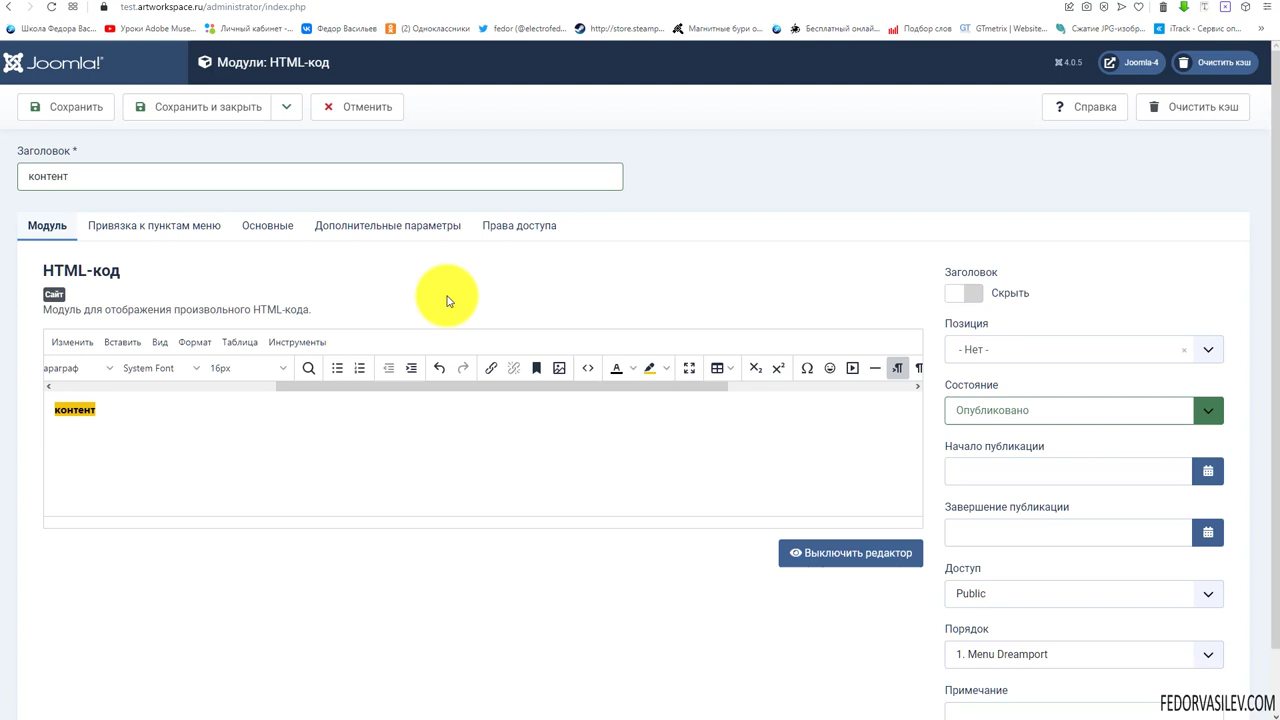 test.artworkspace.ru/administrator/index.php
Школа Федора Вас... Уроки Adobe Muse... Личный кабинет -... Федор Васильев (2) Одноклассники fedor (@electrofed... http://store.steamp... Магнитные бури о... Бесплатный онлай... Подбор слов GTmetrix | Website... Сжатие JPG-изобр... iTrack - Сервис оп... »
Joomla!
Модули: HTML-код
4.0.5
Joomla-4
Очистить кэш
Сохранить
Сохранить и закрыть
Отменить
Справка
Очистить кэш
Заголовок *
контент
Модуль
Привязка к пунктам меню
Основные
Дополнительные параметры
Права доступа
HTML-код
Сайт
Модуль для отображения произвольного HTML-кода.
Изменить Вставить Вид Формат Таблица Инструменты
араграф System Font 16px
контент
Выключить редактор
Заголовок
Скрыть
Позиция
- Нет -
Состояние
Опубликовано
Начало публикации
Завершение публикации
Доступ
Public
Порядок
1. Menu Dreamport
Примечание
FEDORVASILEV.COM